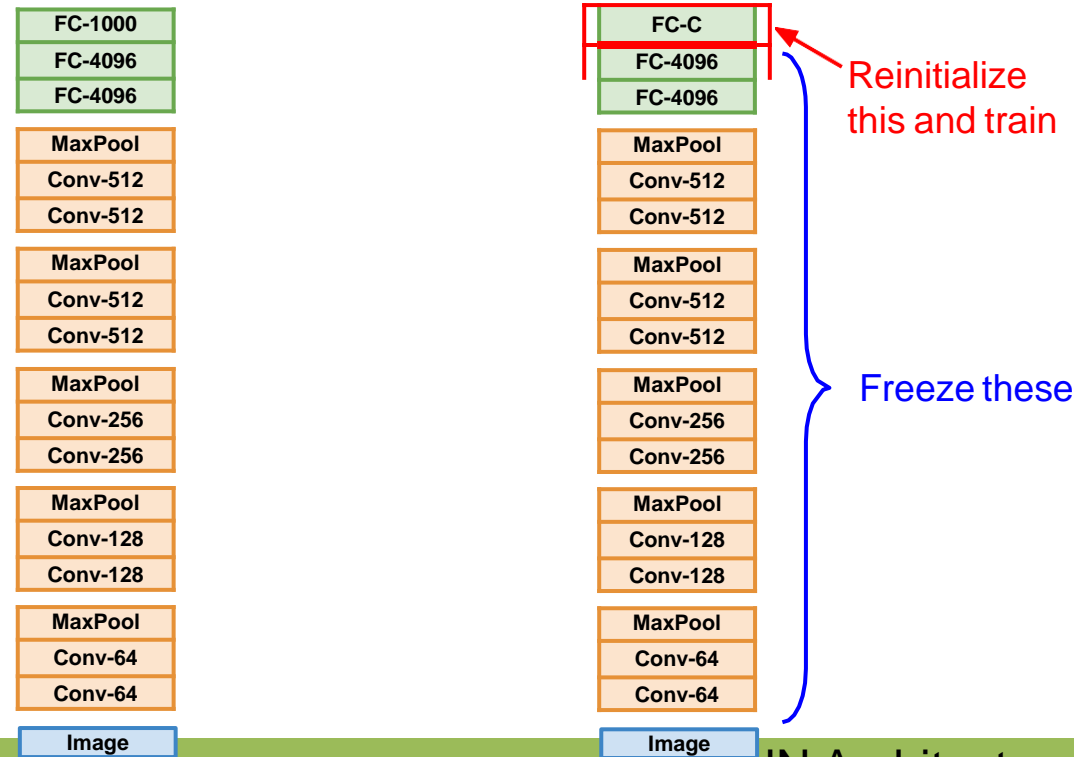 FC-1000
FC-4096
FC-4096
MaxPool
Conv-512
Conv-512
MaxPool
Conv-512
Conv-512
MaxPool
Conv-256
Conv-256
MaxPool
Conv-128
Conv-128
MaxPool
Conv-64
Conv-64
Image
FC-C
FC-4096
FC-4096
MaxPool
Conv-512
Conv-512
MaxPool
Conv-512
Conv-512
MaxPool
Conv-256
Conv-256
MaxPool
Conv-128
Conv-128
MaxPool
Conv-64
Conv-64
Image
Reinitialize
this and train
Freeze these